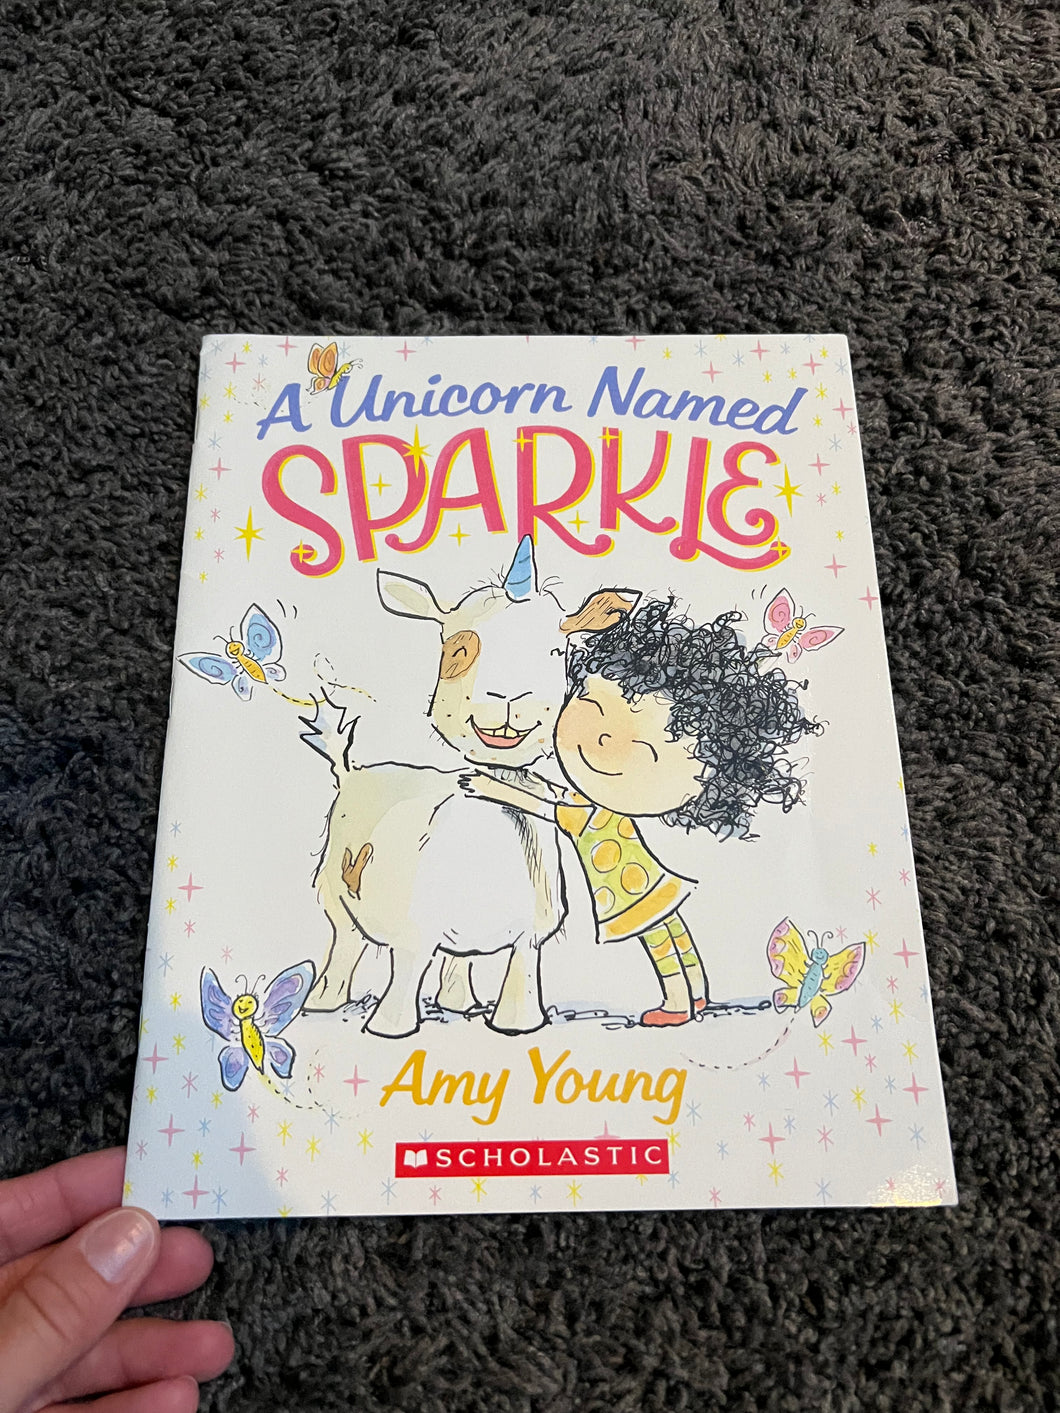 A Unicorn Named
SPARKLE
Amy Young
SCHOLASTIC